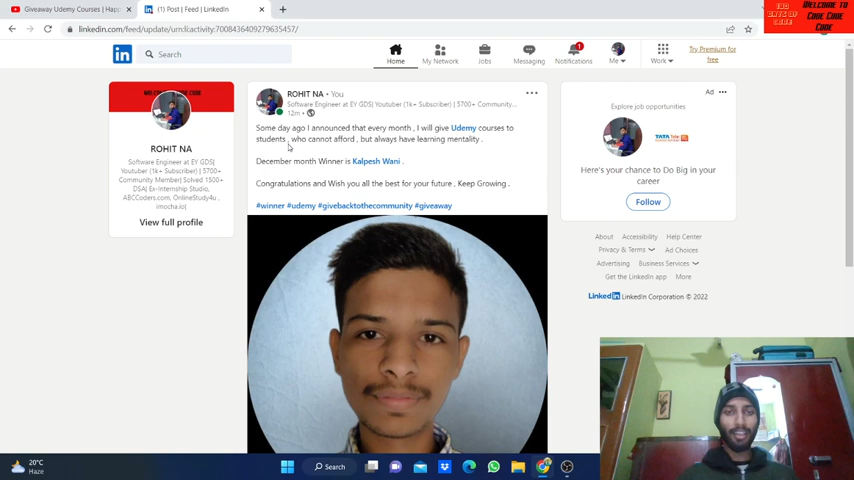 Giveaway Udemy Courses | Happ
(1) Post | Feed | LinkedIn
100
DAYS OF
CODE
WELCOME TO
CODE CODE
CODE
linkedin.com/feed/update/urn:li:activity:7008436409279635457/
Search
Home
My Network
Jobs
Messaging
1
Notifications
Me
Work
Try Premium for
free
ROHIT NA
Software Engineer at EY GDS| Youtuber (1k+ Subscriber) | 5700+
Community Member| Solved 1500+
DSA| Ex-Internship Studio,
ABCCoders.com, OnlineStudy4u ,
imocha.io)
View full profile
ROHIT NA • You
Software Engineer at EY GDS| Youtuber (1k+ Subscriber) | 5700+ Community...
12m •
Some day ago I announced that every month , I will give Udemy courses to
students , who cannot afford , but always have learning mentality .
December month Winner is Kalpesh Wani .
Congratulations and Wish you all the best for your future , Keep Growing .
#winner #udemy #givebacktothecommunity #giveaway
Ad
Explore job opportunities
TATA
Here's your chance to Do Big in your
career
Follow
About Accessibility Help Center
Privacy & Terms Ad Choices
Advertising Business Services
Get the LinkedIn app More
LinkedIn LinkedIn Corporation © 2022
20°C
Haze
Search